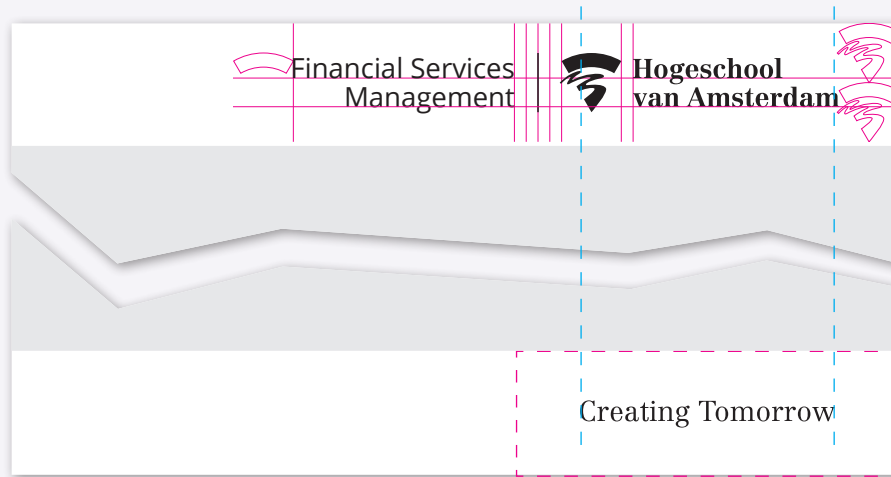 Financial Services
Management
Hogeschool
van Amsterdam
Creating Tomorrow